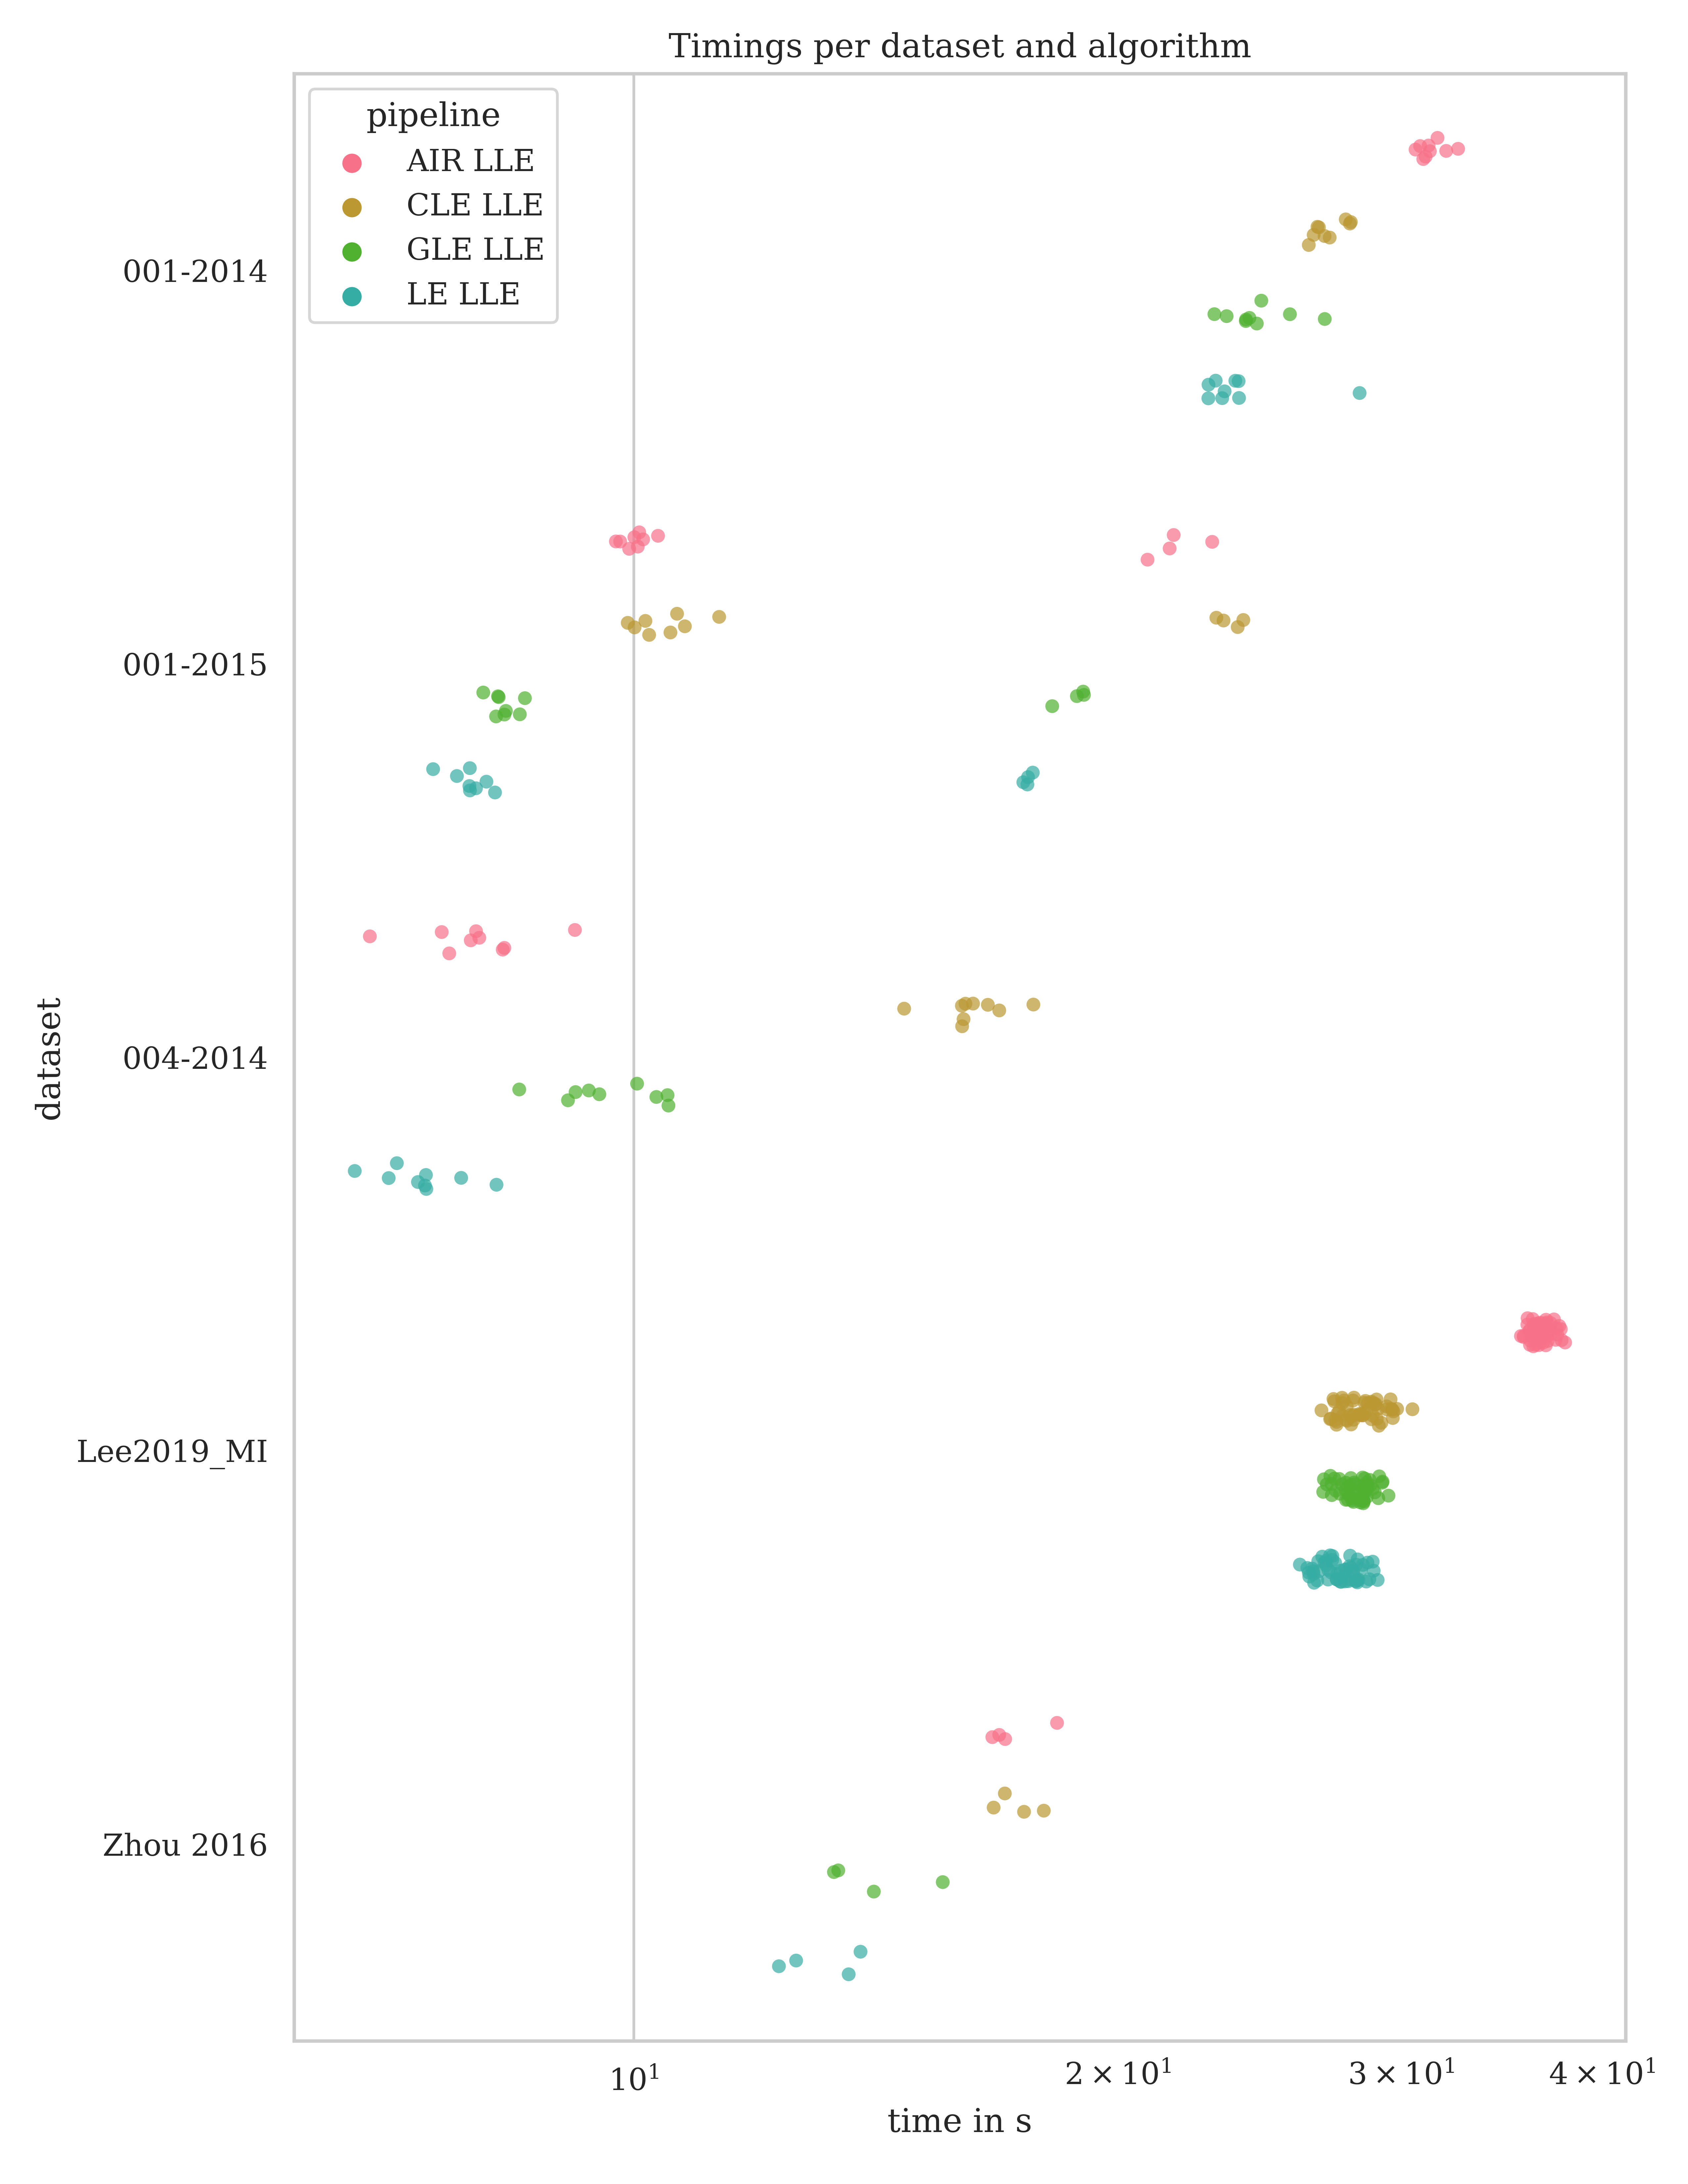 Timings per dataset and algorithm
pipeline
AIR LLE
CLE LLE
GLE LLE
LE LLE
001-2014
001-2015
004-2014
Lee2019_MI
Zhou 2016
dataset
10¹ 2 × 10¹ 3 × 10¹ 4 × 10¹
time in s